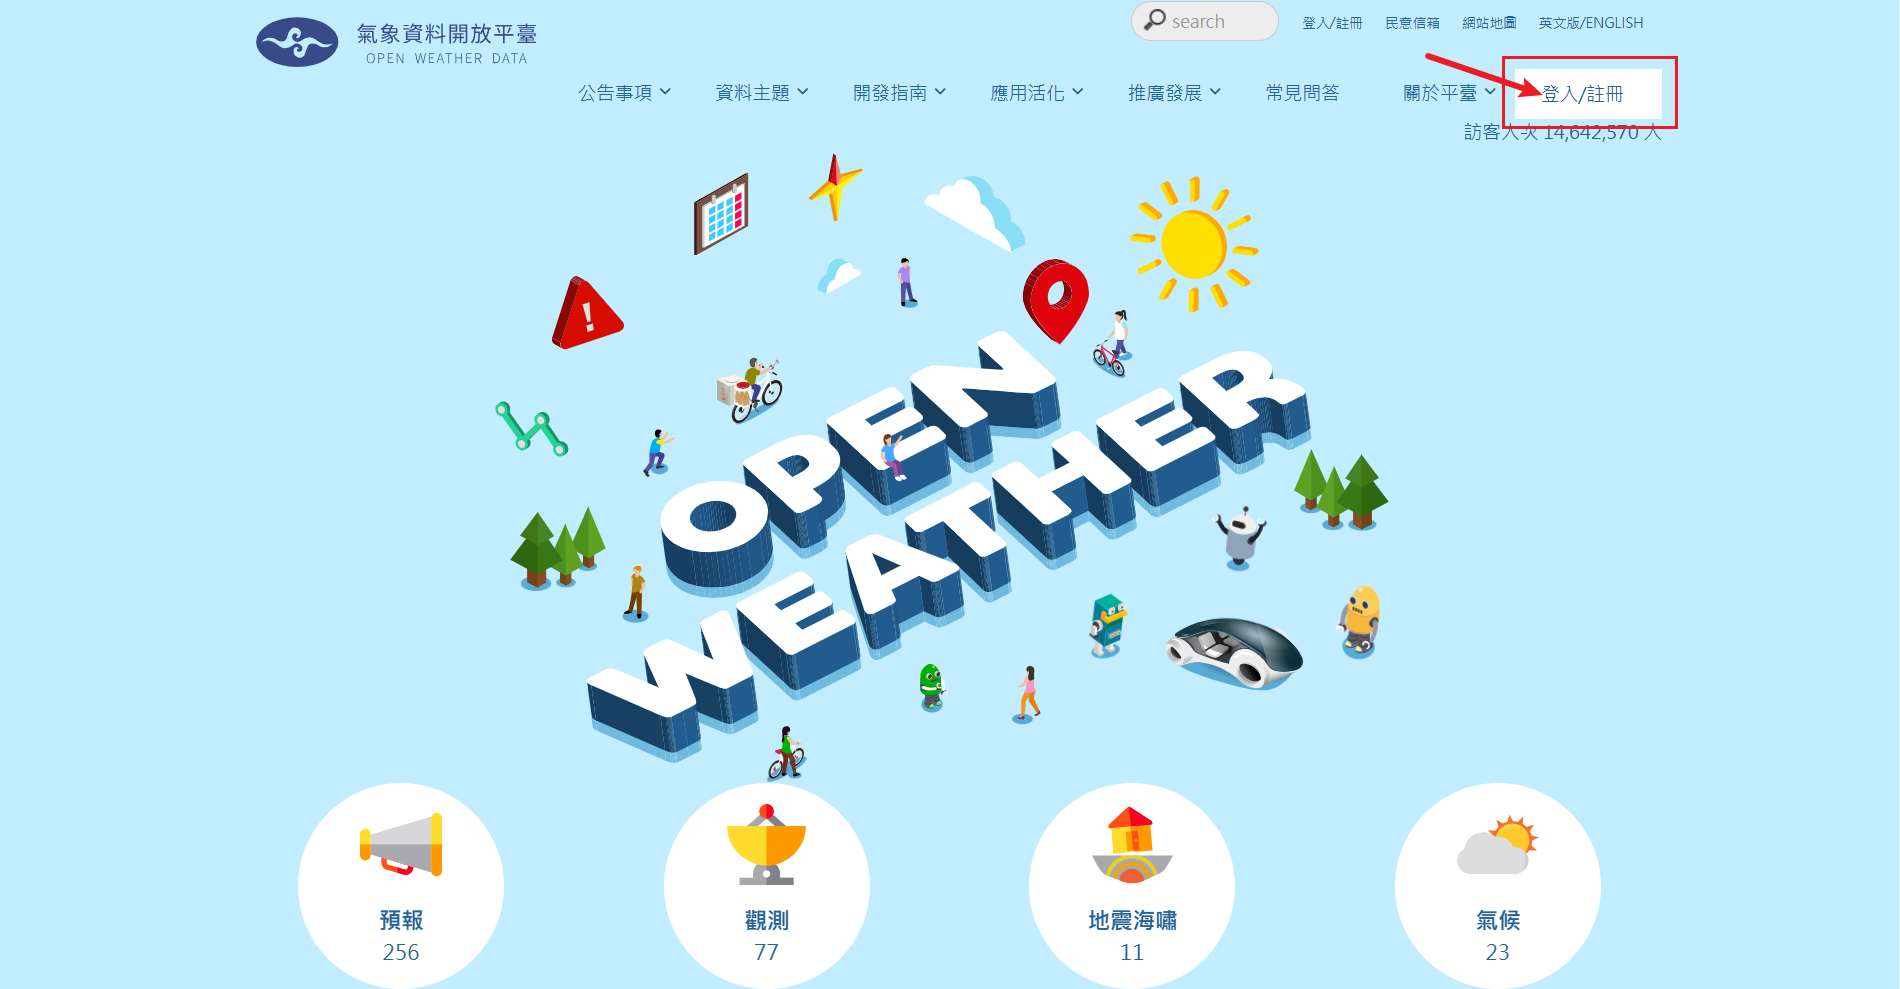 氣象資料開放平臺
OPEN WEATHER DATA
search
登入/註冊 民意信箱 網站地圖 英文版/ENGLISH
公告事項 資料主題 開發指南 應用活化 推廣發展 常見問答 關於平臺 登入/註冊
訪客人次 14,642,570 人
!
OPEN
WEATHER
預報
256
觀測
77
地震海嘯
11
氣候
23